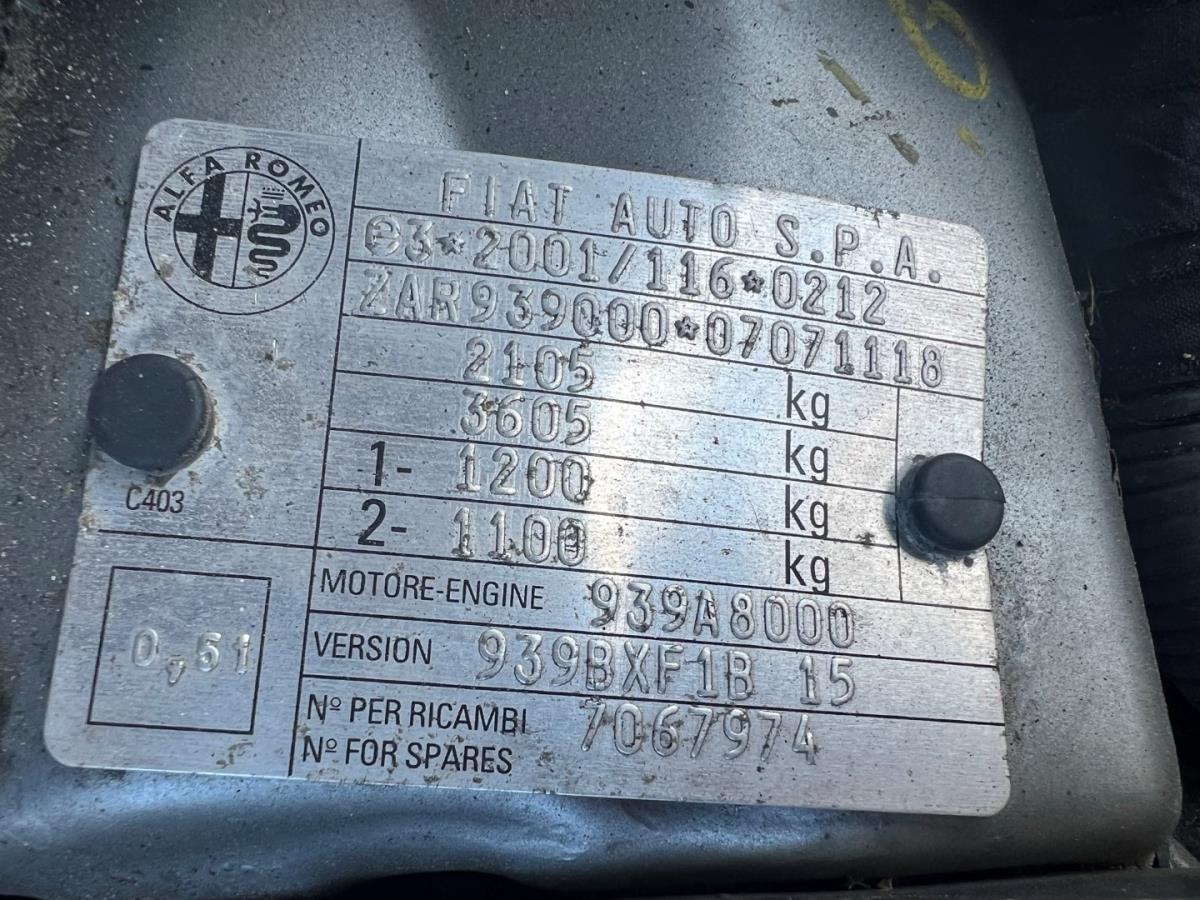 ALFA ROMEO
FIAT AUTO S.P.A.
e3*2001/116*0212
ZAR939000*07071118
2105 kg
3605 kg
1- 1200 kg
2- 1100 kg
C403
MOTORE-ENGINE 939A8000
0,51
VERSION 939BXF1B 15
Nº PER RICAMBI 7067974
Nº FOR SPARES